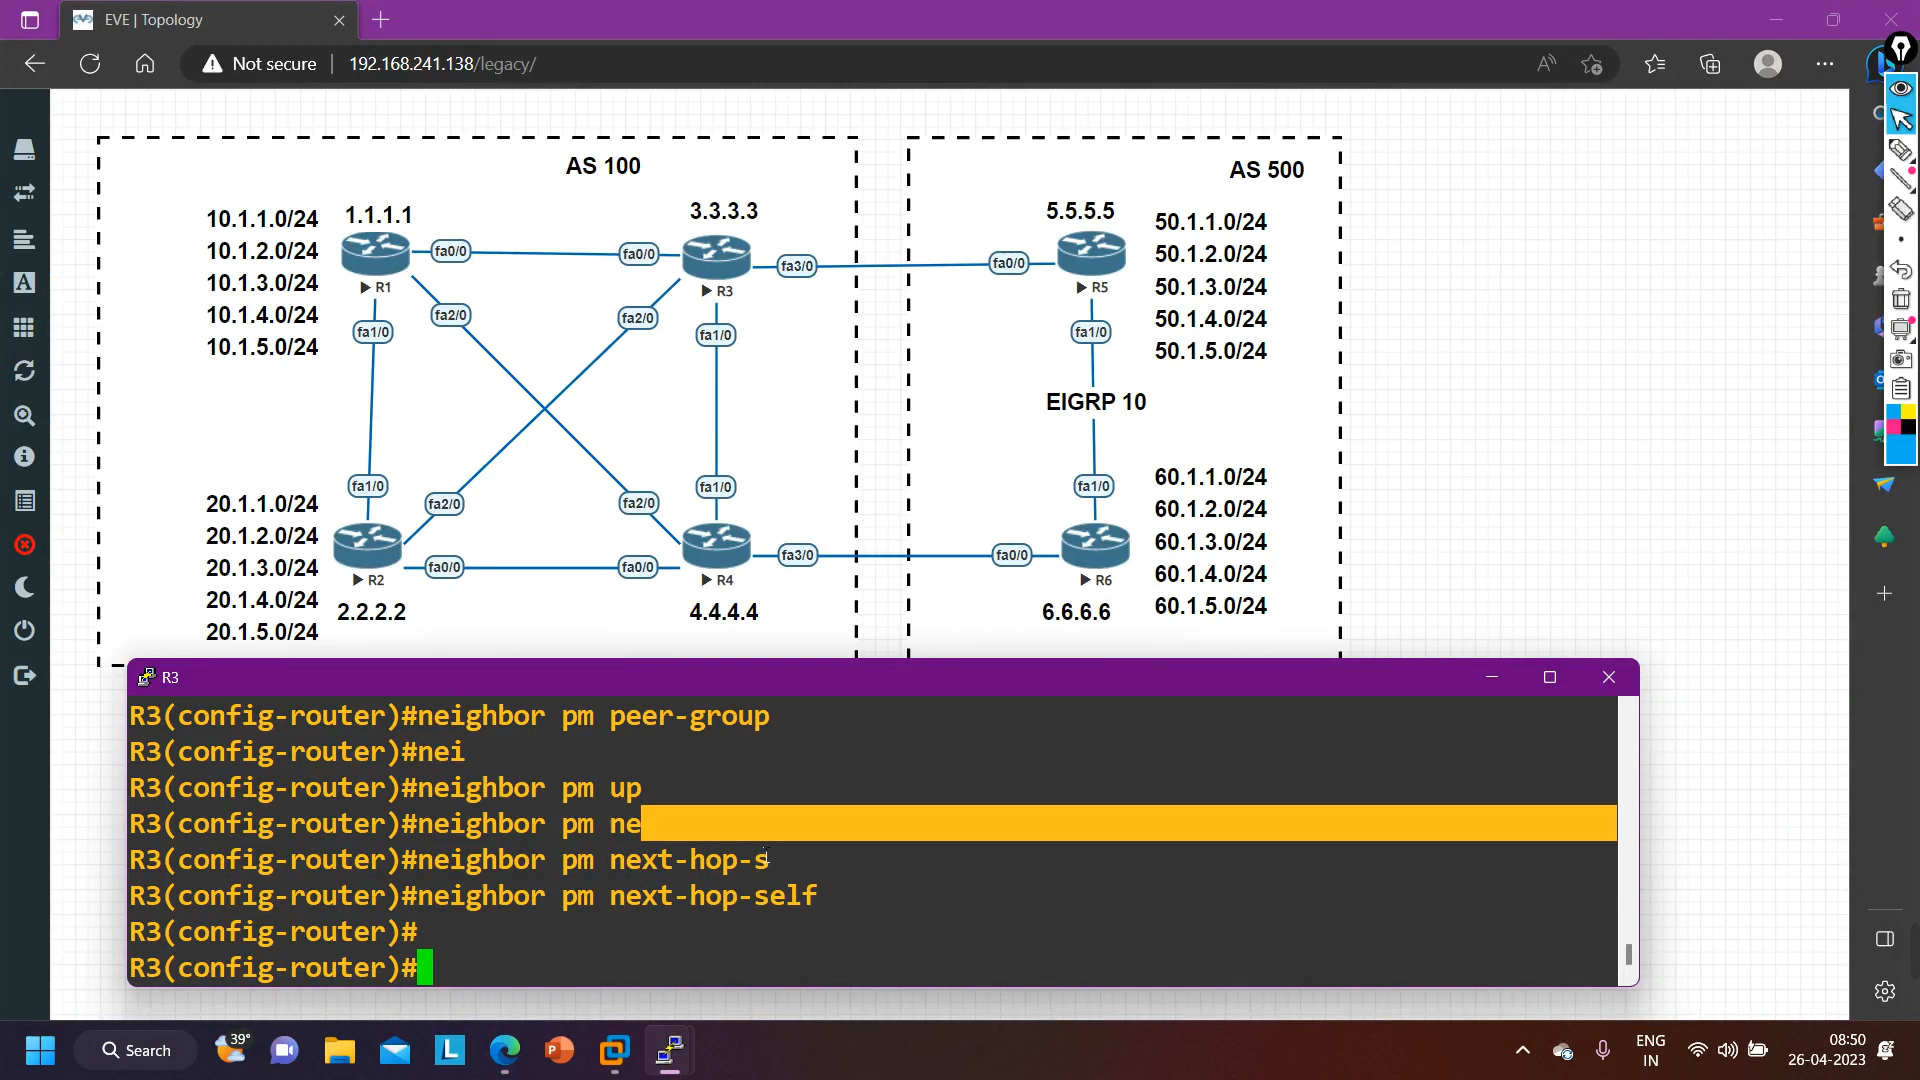 EVE | Topology
Not secure
192.168.241.138/legacy/
AS 100
AS 500
1.1.1.1
3.3.3.3
5.5.5.5
10.1.1.0/24
10.1.2.0/24
10.1.3.0/24
10.1.4.0/24
10.1.5.0/24
50.1.1.0/24
50.1.2.0/24
50.1.3.0/24
50.1.4.0/24
50.1.5.0/24
fa0/0
fa0/0
fa3/0
fa0/0
R1
R3
R5
fa2/0
fa2/0
fa1/0
fa1/0
fa1/0
EIGRP 10
fa1/0
fa1/0
fa1/0
20.1.1.0/24
20.1.2.0/24
20.1.3.0/24
20.1.4.0/24
20.1.5.0/24
fa2/0
fa2/0
60.1.1.0/24
60.1.2.0/24
60.1.3.0/24
60.1.4.0/24
60.1.5.0/24
fa0/0
fa0/0
fa3/0
fa0/0
R2
R4
R6
2.2.2.2
4.4.4.4
6.6.6.6
R3
R3(config-router)#neighbor pm peer-group
R3(config-router)#nei
R3(config-router)#neighbor pm up
R3(config-router)#neighbor pm ne
R3(config-router)#neighbor pm next-hop-s
R3(config-router)#neighbor pm next-hop-self
R3(config-router)#
R3(config-router)#
Search
39°
ENG
IN
08:50
26-04-2023